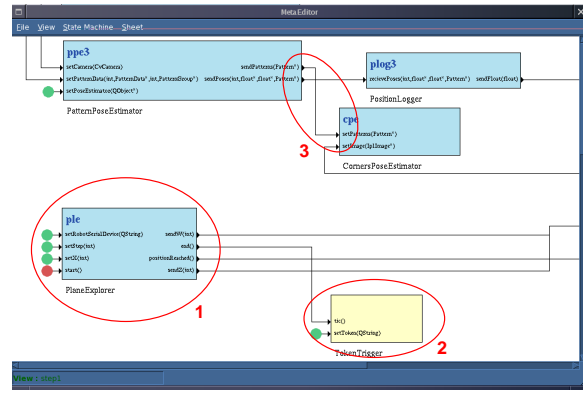 MetaEditor
File View State Machine Sheet
ppe3
setCamera(CvCamera) sendPatterns(Pattern*)
setPatternData(int,PatternData*,int,PatternsGroup*) sendPoses(int,float*,float*,Pattern*)
setPoseEstimator(QObject*)
PatternPoseEstimator
plog3
recievePoses(int,float*,float*,Pattern*) sendFloat(float)
PositionLogger
3
cpe
setPatterns(Pattern*)
setImage(IplImage*)
CornersPoseEstimator
ple
setRobotSerialDevice(QString) sendW(int)
setStep(int) end()
setX(int) positionReached()
start() sendZ(int)
PlaneExplorer
1
tic()
setToken(QString)
TokenTrigger
2
View : step1